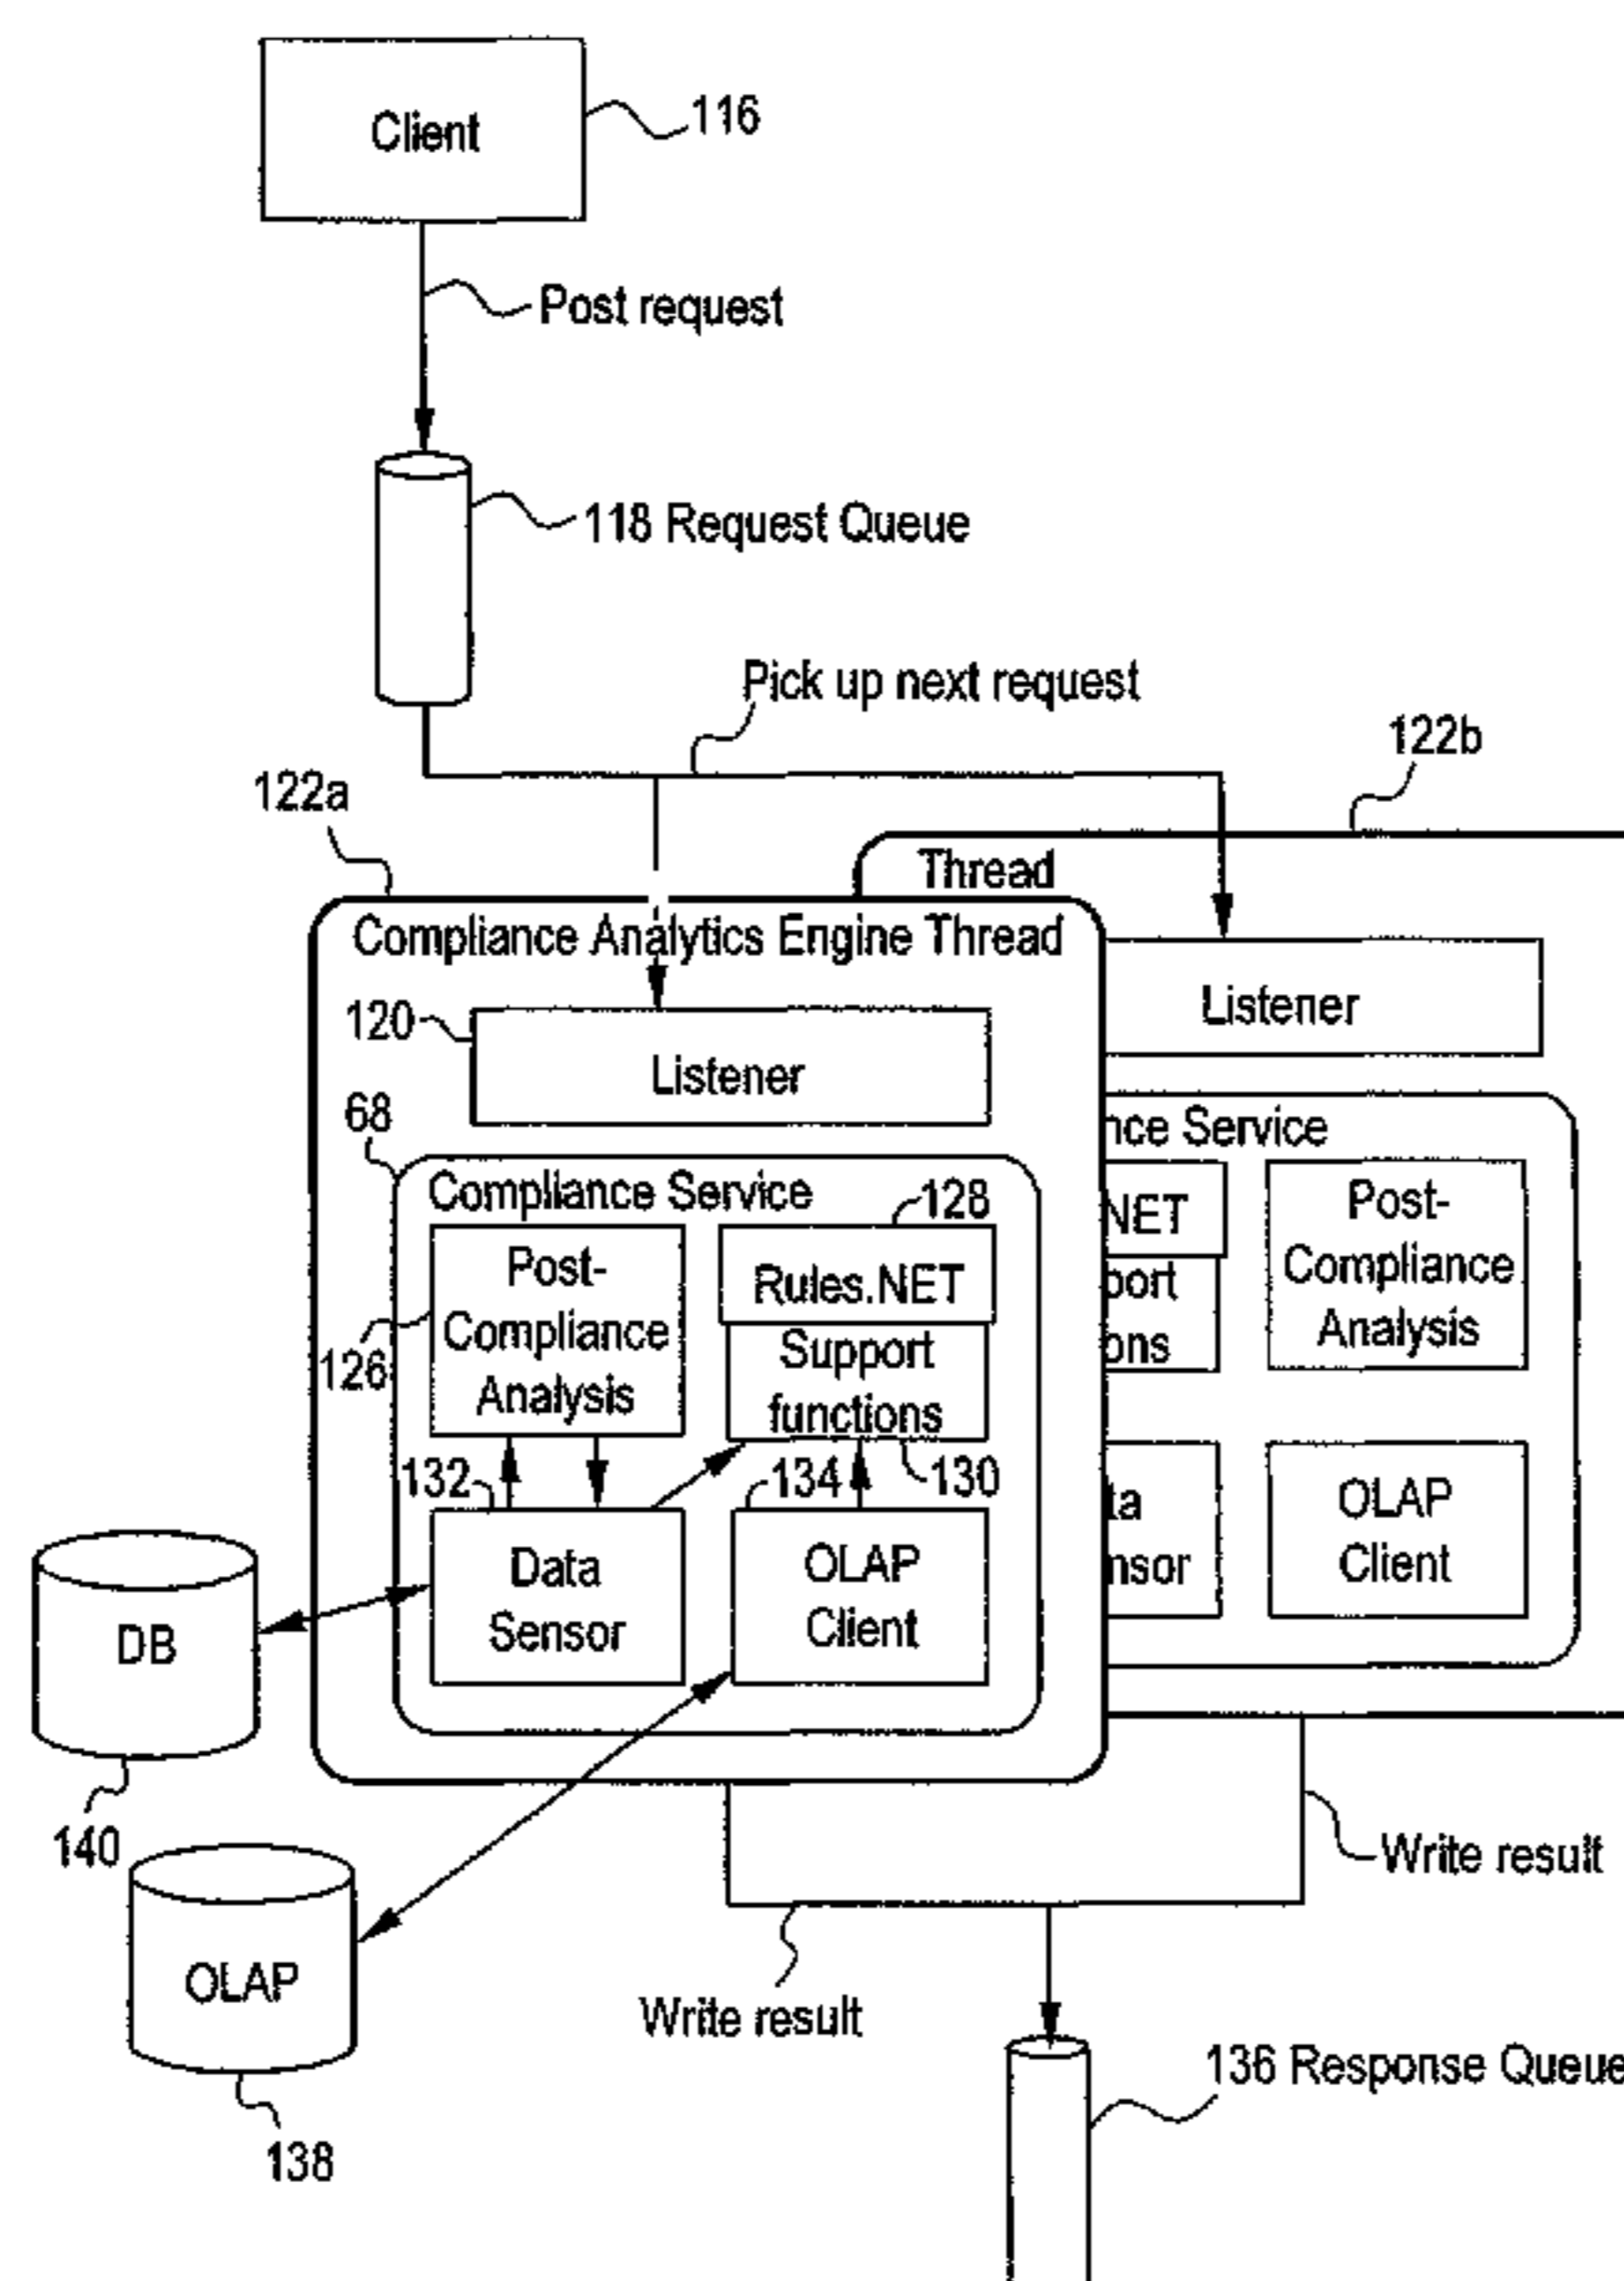 Client
116
Post request
118 Request Queue
Pick up next request
122a
122b
Thread
Compliance Analytics Engine Thread
120
Listener
Listener
68
Compliance Service
nce Service
128
Post-
Compliance
Analysis
126
Rules.NET
Support
functions
NET
port
ons
Post-
Compliance
Analysis
132
134
130
Data
Sensor
OLAP
Client
ta
nsor
OLAP
Client
DB
140
OLAP
138
Write result
Write result
136 Response Queue